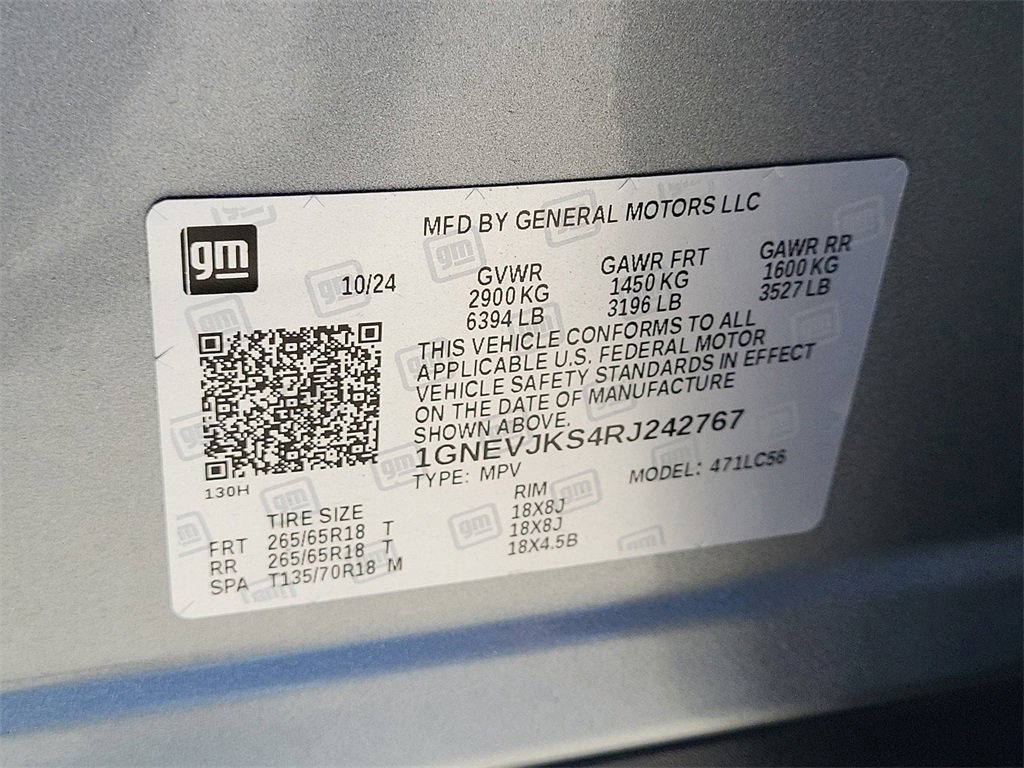 MFD BY GENERAL MOTORS LLC
gm
10/24
GVWR GAWR FRT GAWR RR
2900 KG 1450 KG 1600 KG
6394 LB 3196 LB 3527 LB
THIS VEHICLE CONFORMS TO ALL
APPLICABLE U.S. FEDERAL MOTOR
VEHICLE SAFETY STANDARDS IN EFFECT
ON THE DATE OF MANUFACTURE
SHOWN ABOVE.
1GNEVJKS4RJ242767
TYPE: MPV MODEL: 471LC56
130H
TIRE SIZE RIM
FRT 265/65R18 T 18X8J
RR 265/65R18 T 18X8J
SPA T135/70R18 M 18X4.5B